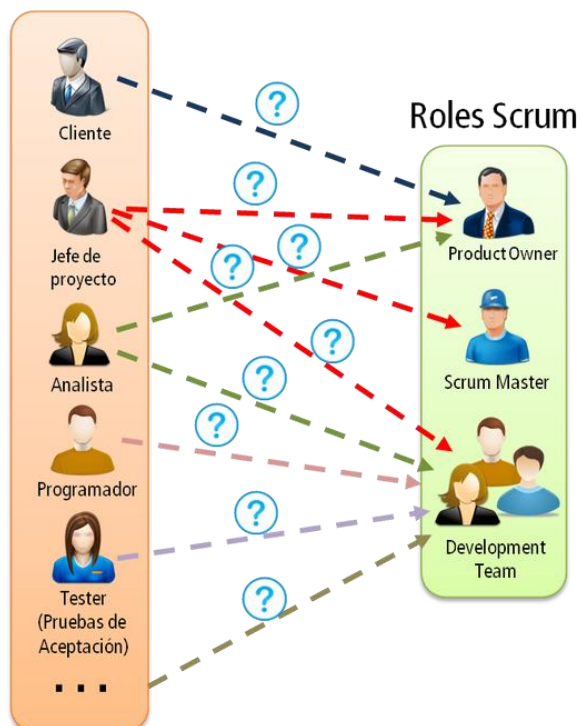 Cliente
Jefe de
proyecto
Analista
Programador
Tester
(Pruebas de
Aceptación)
...
?
?
?
?
?
?
?
?
?
Roles Scrum
Product Owner
Scrum Master
Development
Team